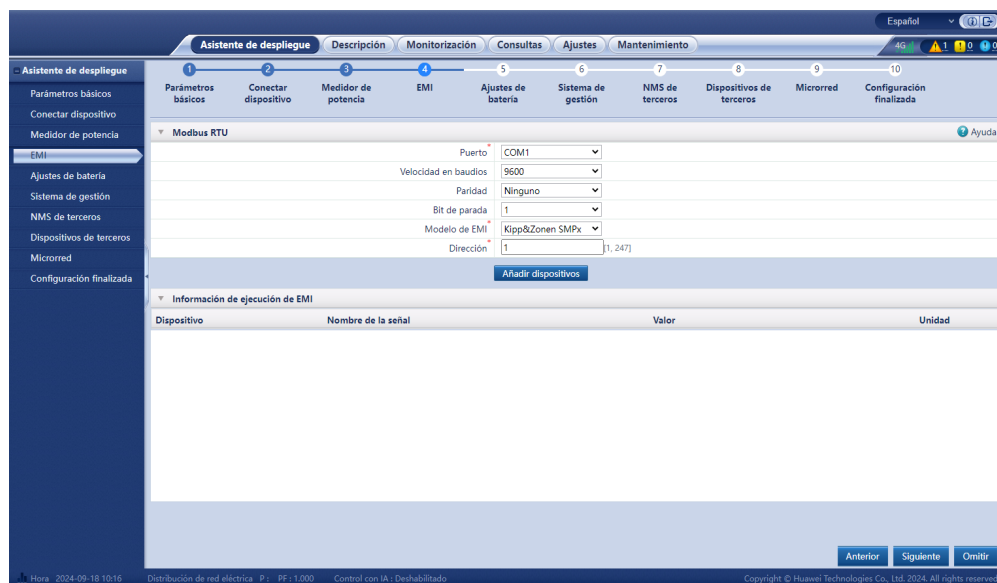 Español
Asistente de despliegue Descripción Monitorización Consultas Ajustes Mantenimiento
4G 1 0 0
Asistente de despliegue
Parámetros básicos
Conectar dispositivo
Medidor de potencia
EMI
Ajustes de batería
Sistema de gestión
NMS de terceros
Dispositivos de terceros
Microrred
Configuración finalizada
1 2 3 4 5 6 7 8 9 10
Parámetros básicos
Conectar dispositivo
Medidor de potencia
EMI
Ajustes de batería
Sistema de gestión
NMS de terceros
Dispositivos de terceros
Microrred
Configuración finalizada
Modbus RTU
Ayuda
Puerto * COM1
Velocidad en baudios 9600
Paridad Ninguno
Bit de parada 1
Modelo de EMI * Kipp&Zonen SMPx
Dirección * 1 [1, 247]
Añadir dispositivos
Información de ejecución de EMI
Dispositivo Nombre de la señal Valor Unidad
Anterior Siguiente Omitir
Hora 2024-09-18 10:16 Distribución de red eléctrica P : PF : 1.000 Control con IA : Deshabilitado Copyright © Huawei Technologies Co., Ltd. 2024. All rights reserved